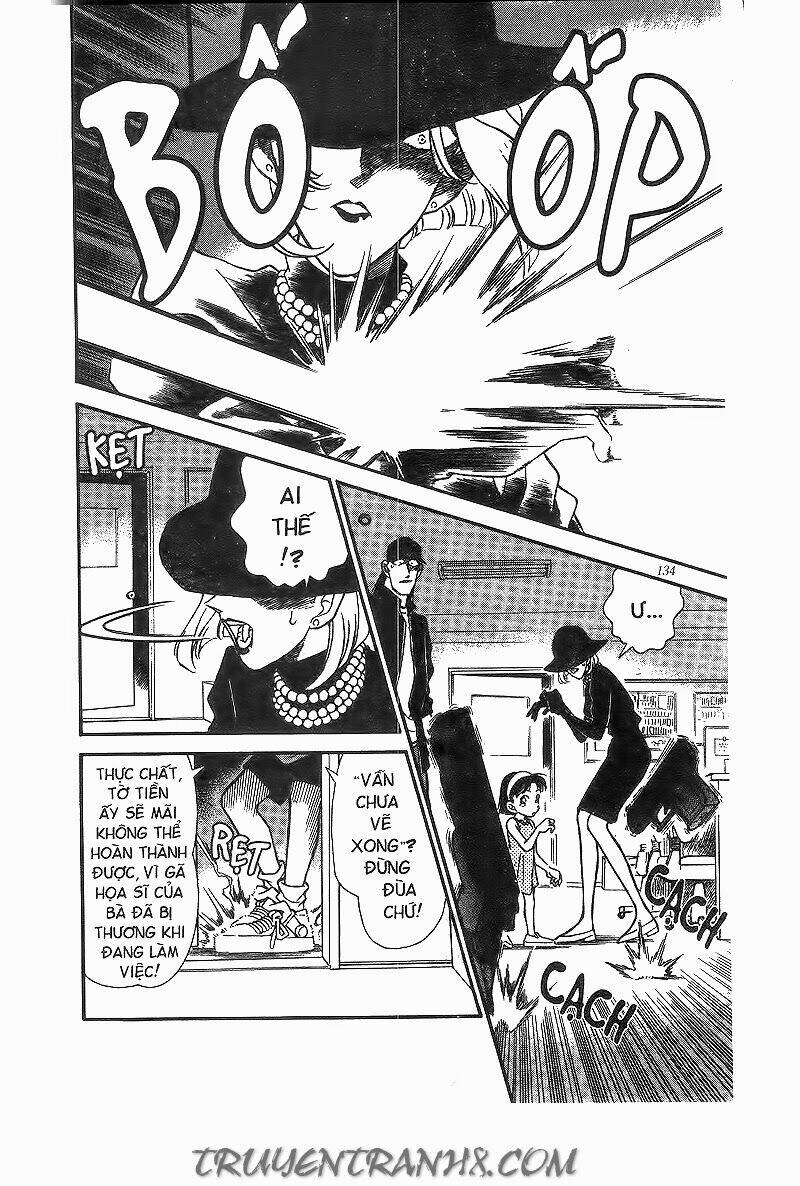 BỐ ỐP
KẸT
AI
THẾ
!?
134
Ư...
CẠCH
CẠCH
"VẪN
CHƯA
VẼ
XONG"?
ĐỪNG
ĐÙA
CHỨ!
RẸT
THỰC CHẤT,
TỜ TIỀN
ẤY SẼ MÃI
KHÔNG THỂ
HOÀN THÀNH
ĐƯỢC, VÌ GÃ
HỌA SĨ CỦA
BÀ ĐÃ BỊ
THƯƠNG KHI
ĐANG LÀM
VIỆC!
TRUYENTRANH8.COM